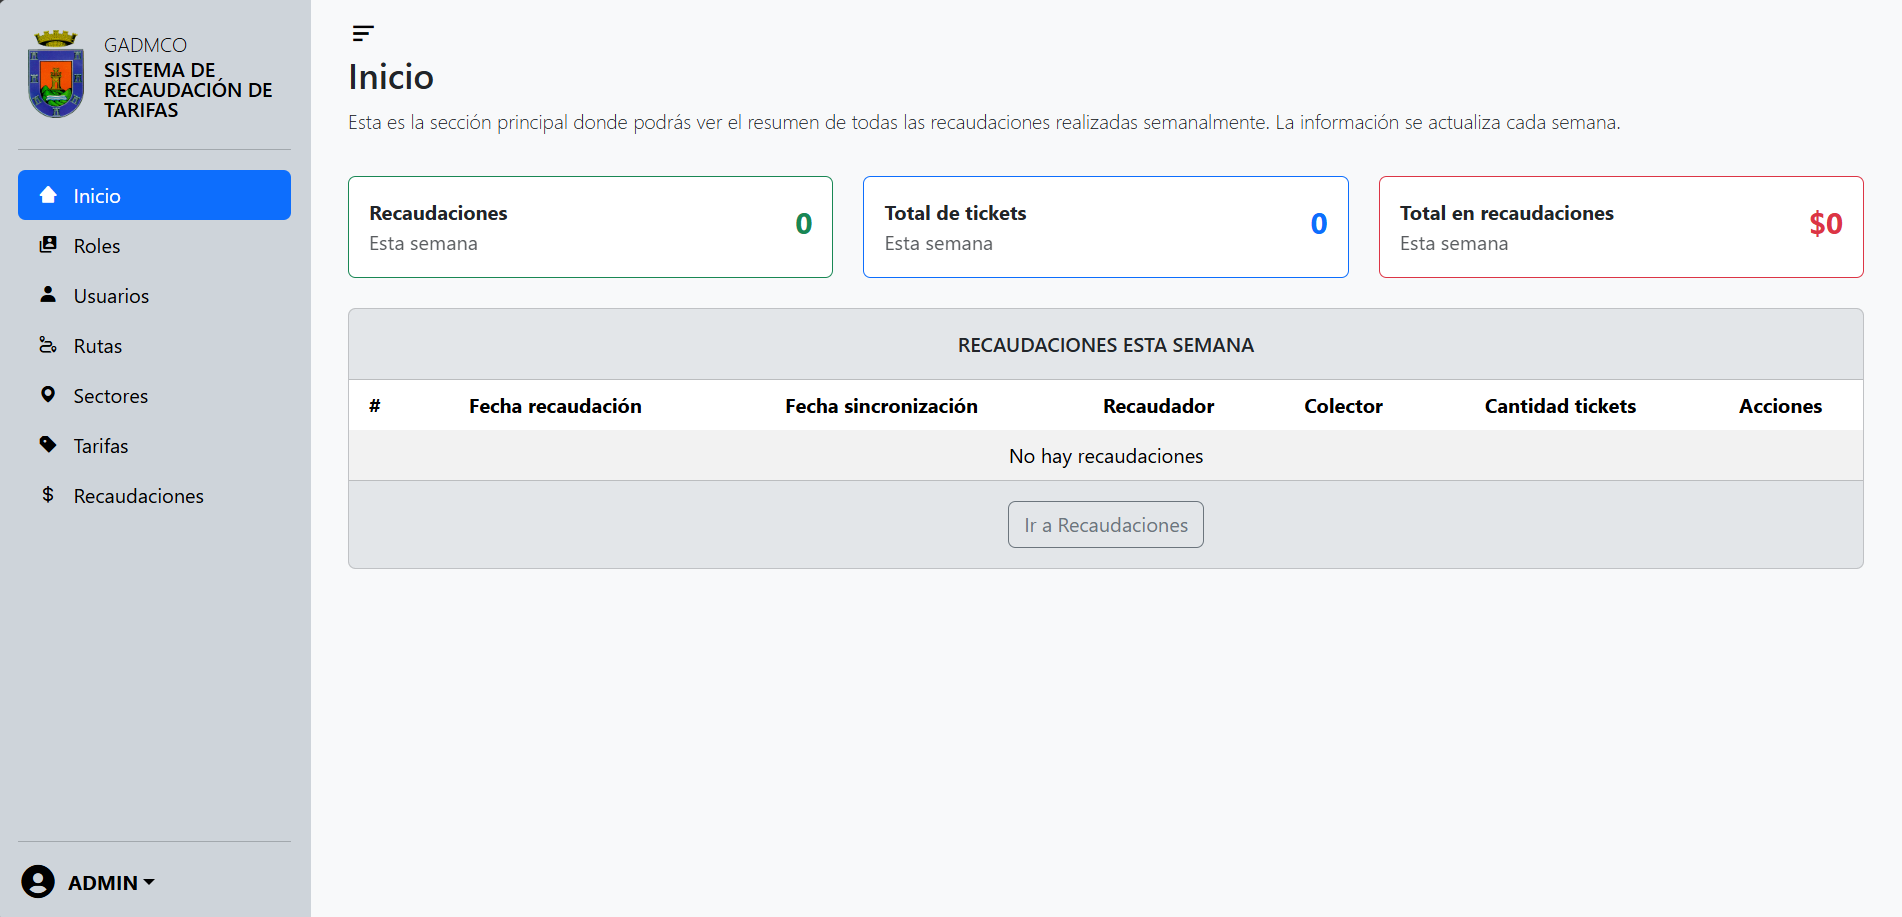 GADMCO
SISTEMA DE
RECAUDACIÓN DE
TARIFAS
Inicio
Roles
Usuarios
Rutas
Sectores
Tarifas
Recaudaciones
ADMIN
Inicio
Esta es la sección principal donde podrás ver el resumen de todas las recaudaciones realizadas semanalmente. La información se actualiza cada semana.
Recaudaciones
Esta semana
0
Total de tickets
Esta semana
0
Total en recaudaciones
Esta semana
$0
RECAUDACIONES ESTA SEMANA
# Fecha recaudación Fecha sincronización Recaudador Colector Cantidad tickets Acciones
No hay recaudaciones
Ir a Recaudaciones